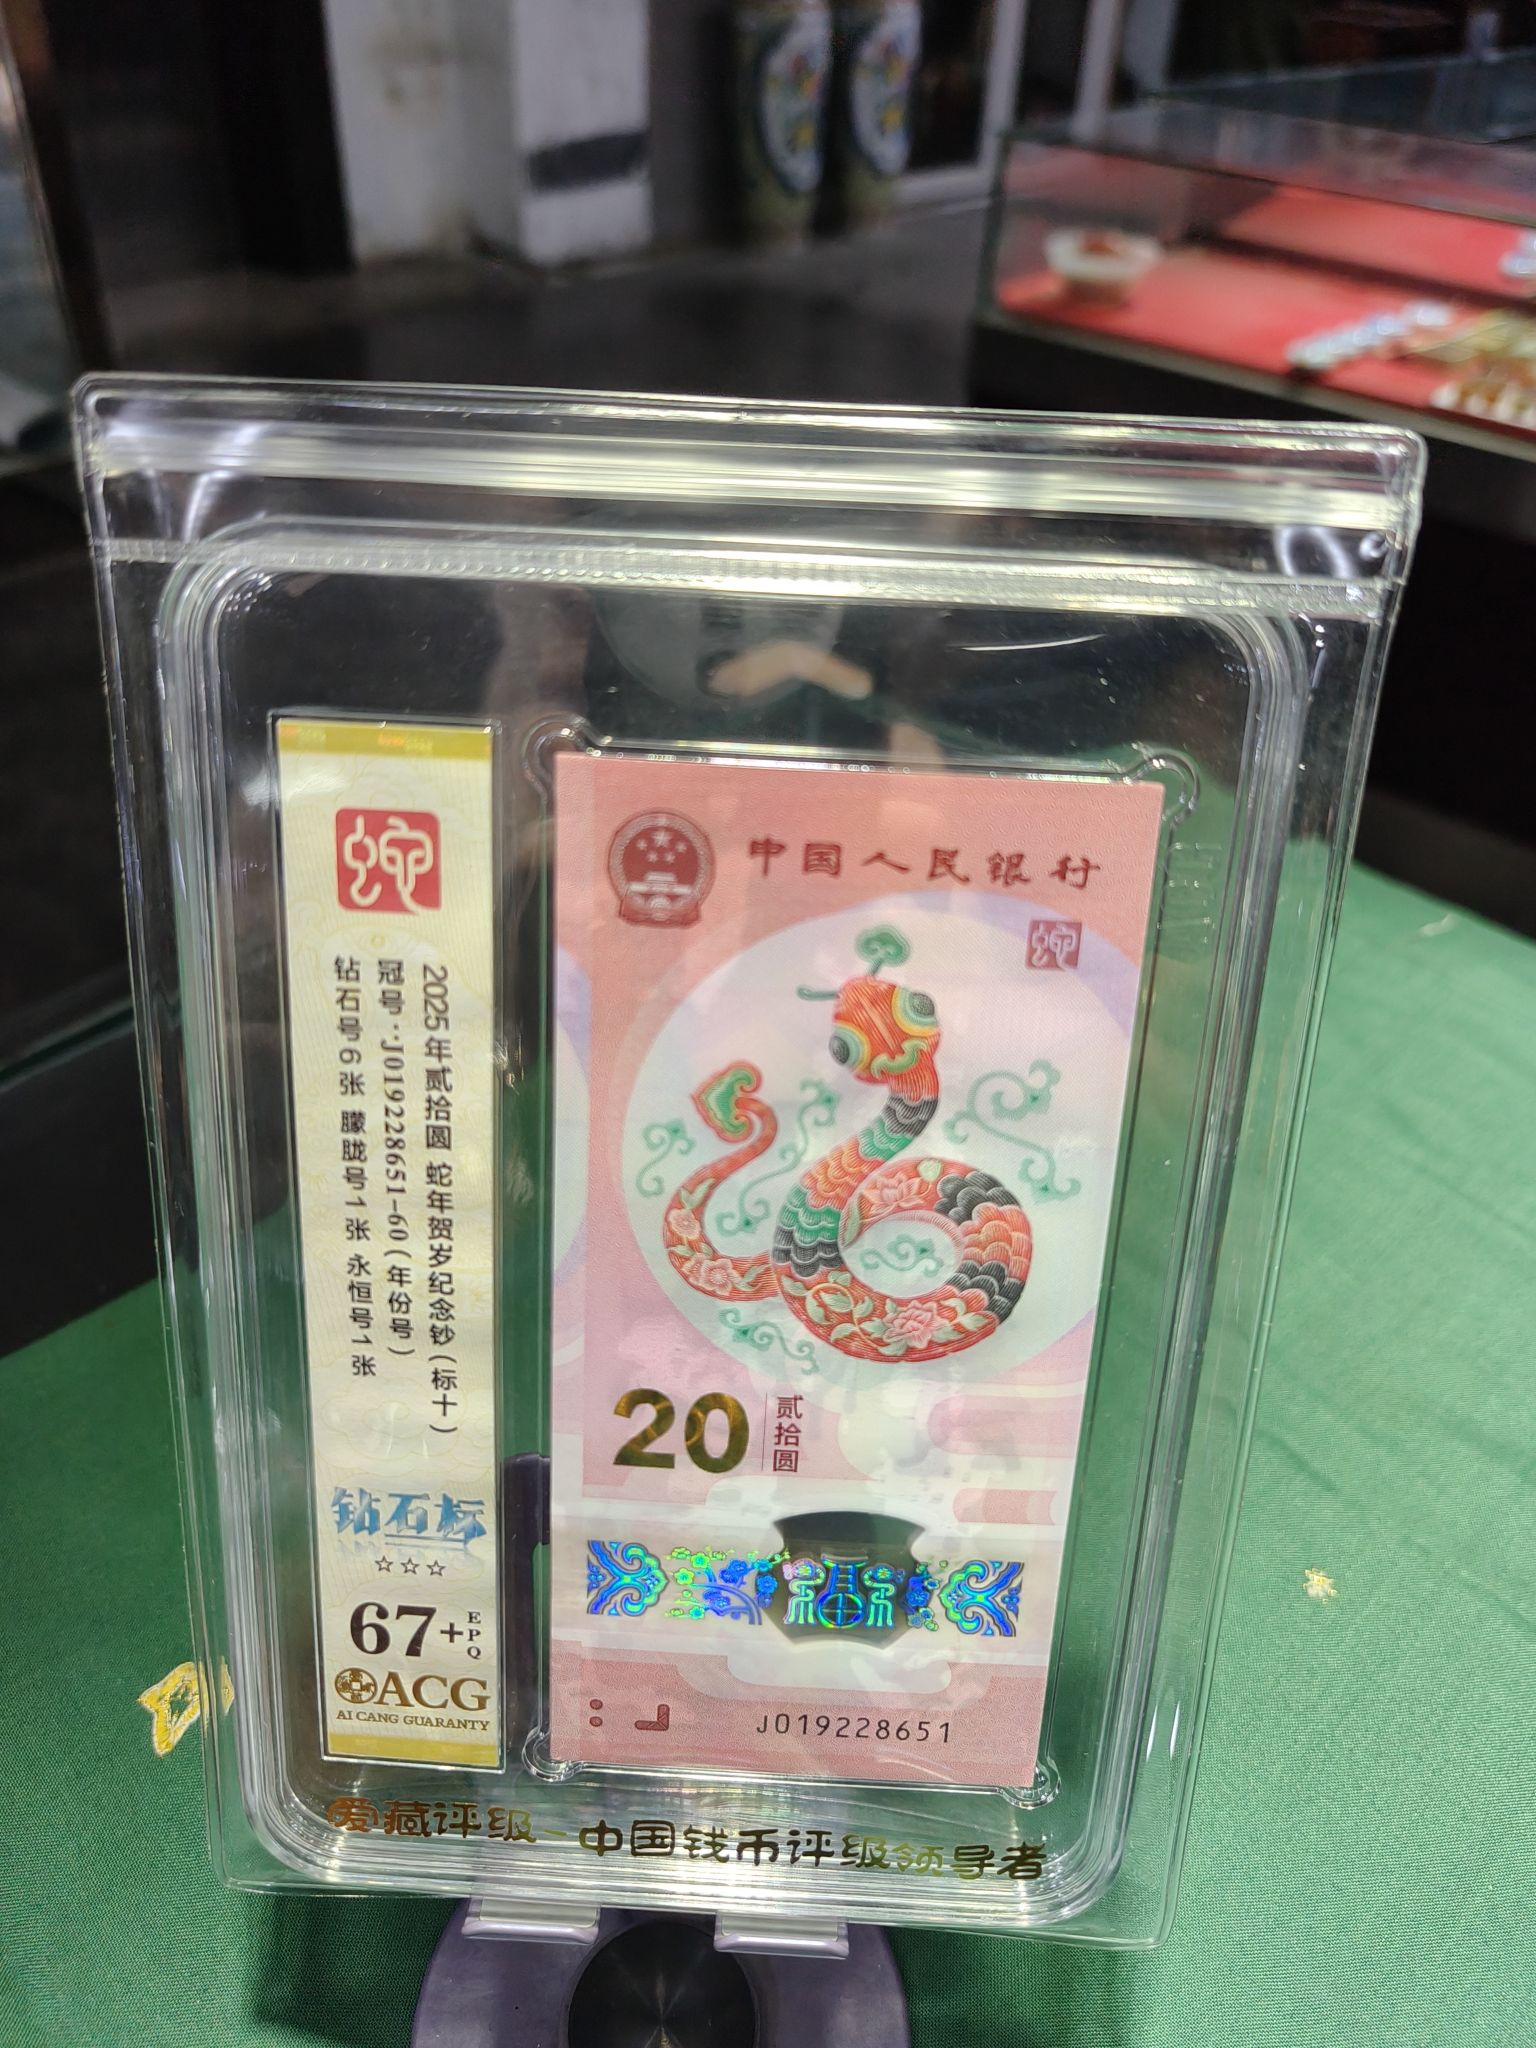 蛇
2025年贰拾圆 蛇年贺岁纪念钞(标十)
冠号:J019228651-60(年份号)
钻石号6张 朦胧号1张 永恒号1张
钻石标
☆☆☆
67+EPQ
ACG
AI CANG GUARANTY
中国人民银行
蛇
20 贰拾圆
J019228651
爱藏评级-中国钱币评级领导者